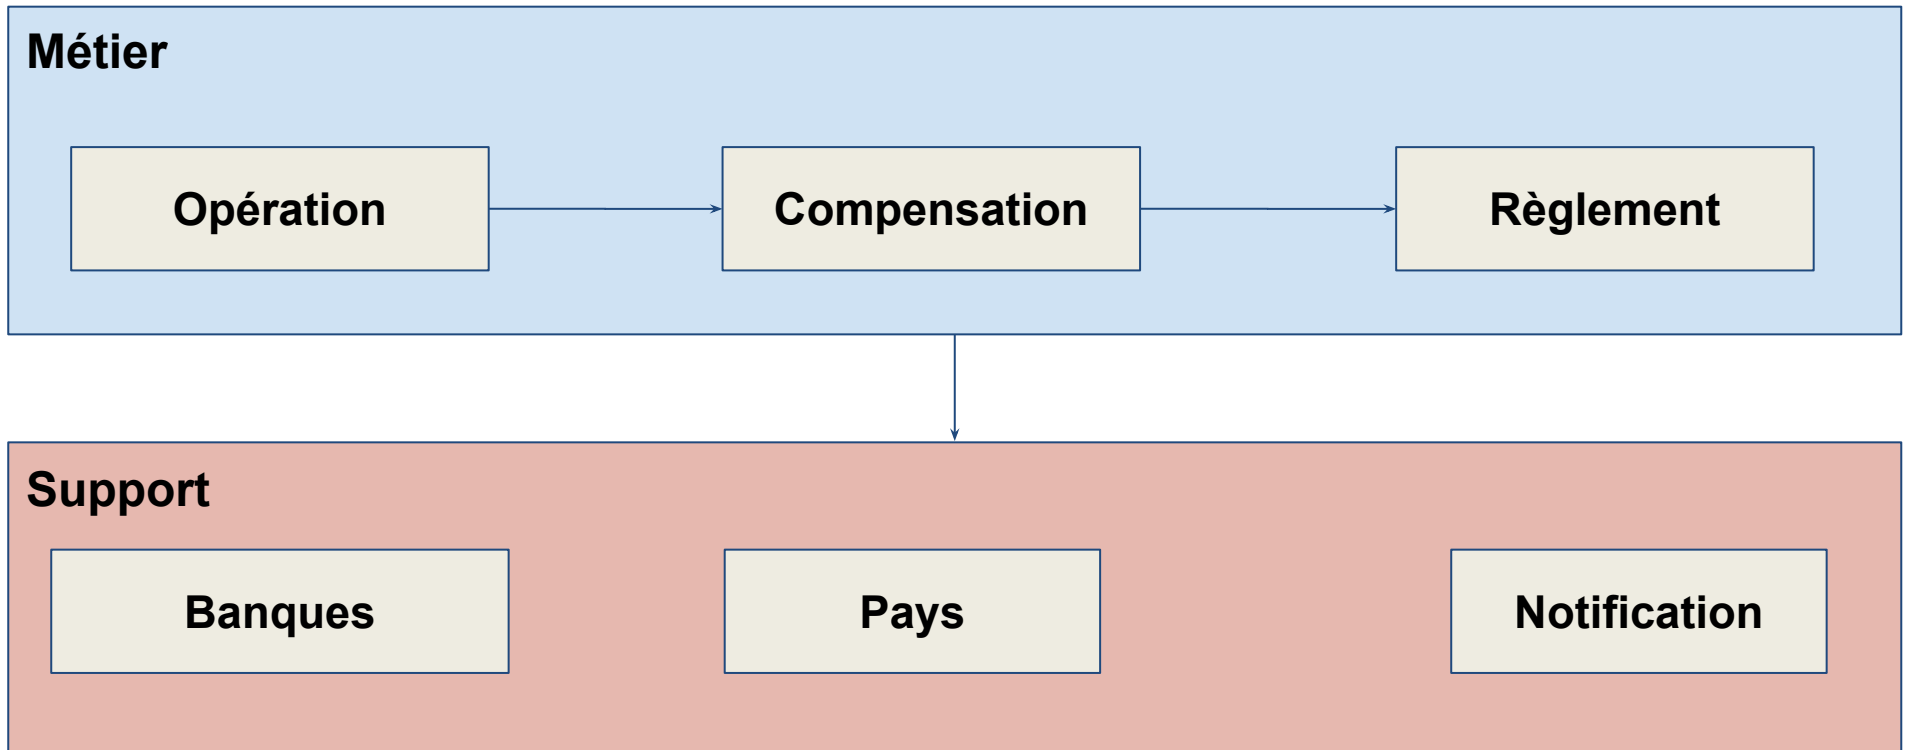 Métier
Opération
Compensation
Règlement
Support
Banques
Pays
Notification